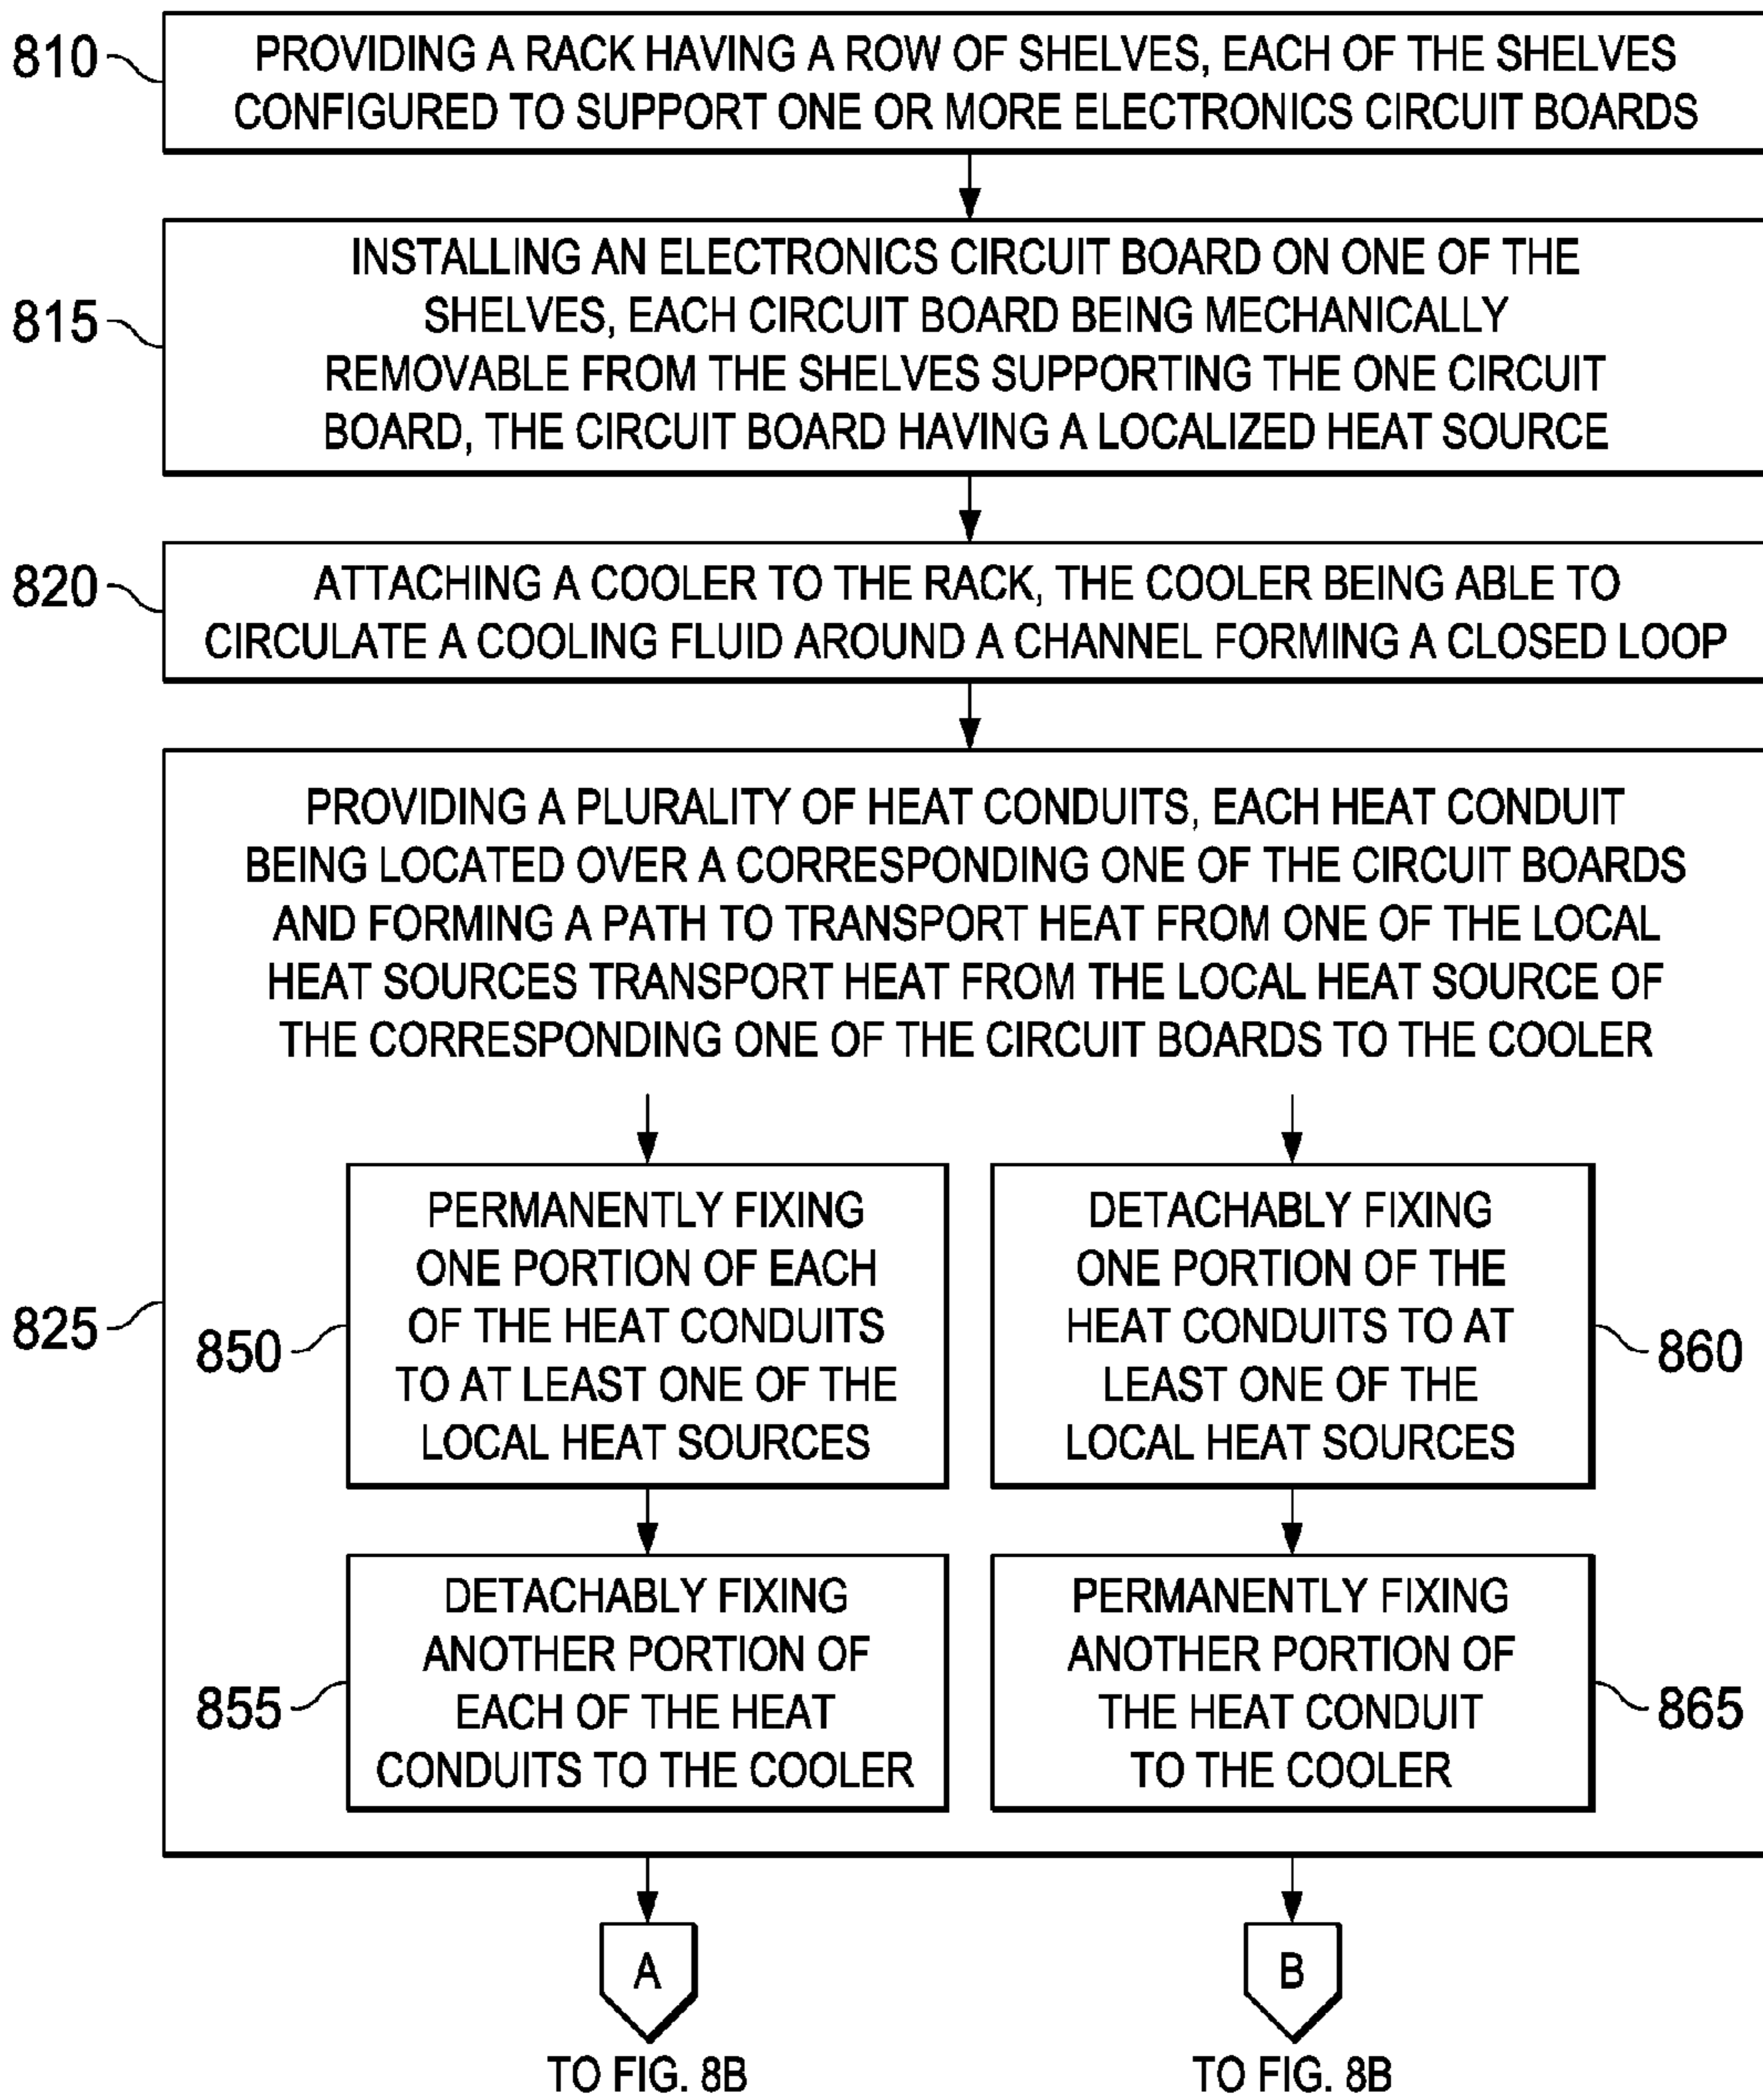 810
PROVIDING A RACK HAVING A ROW OF SHELVES, EACH OF THE SHELVES
CONFIGURED TO SUPPORT ONE OR MORE ELECTRONICS CIRCUIT BOARDS
815
INSTALLING AN ELECTRONICS CIRCUIT BOARD ON ONE OF THE
SHELVES, EACH CIRCUIT BOARD BEING MECHANICALLY
REMOVABLE FROM THE SHELVES SUPPORTING THE ONE CIRCUIT
BOARD, THE CIRCUIT BOARD HAVING A LOCALIZED HEAT SOURCE
820
ATTACHING A COOLER TO THE RACK, THE COOLER BEING ABLE TO
CIRCULATE A COOLING FLUID AROUND A CHANNEL FORMING A CLOSED LOOP
825
PROVIDING A PLURALITY OF HEAT CONDUITS, EACH HEAT CONDUIT
BEING LOCATED OVER A CORRESPONDING ONE OF THE CIRCUIT BOARDS
AND FORMING A PATH TO TRANSPORT HEAT FROM ONE OF THE LOCAL
HEAT SOURCES TRANSPORT HEAT FROM THE LOCAL HEAT SOURCE OF
THE CORRESPONDING ONE OF THE CIRCUIT BOARDS TO THE COOLER
850
PERMANENTLY FIXING
ONE PORTION OF EACH
OF THE HEAT CONDUITS
TO AT LEAST ONE OF THE
LOCAL HEAT SOURCES
855
DETACHABLY FIXING
ANOTHER PORTION OF
EACH OF THE HEAT
CONDUITS TO THE COOLER
DETACHABLY FIXING
ONE PORTION OF THE
HEAT CONDUITS TO AT
LEAST ONE OF THE
LOCAL HEAT SOURCES
860
PERMANENTLY FIXING
ANOTHER PORTION OF
THE HEAT CONDUIT
TO THE COOLER
865
A
TO FIG. 8B
B
TO FIG. 8B